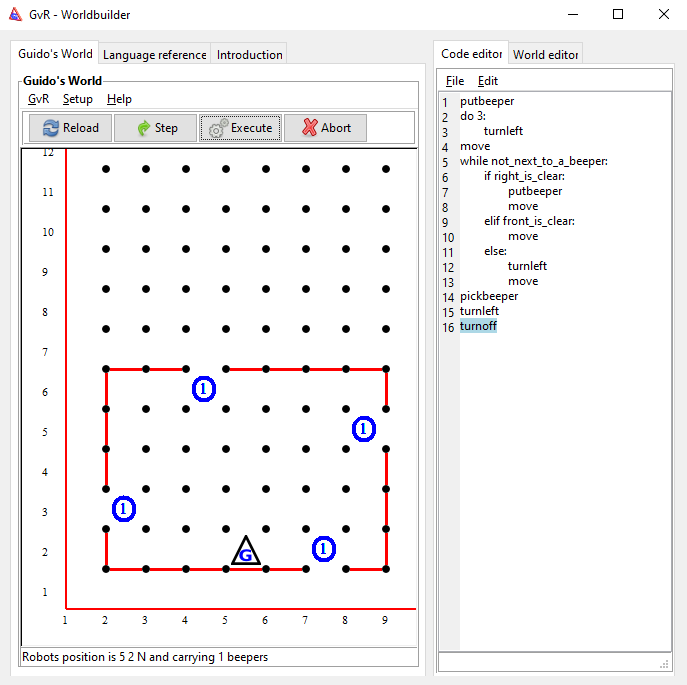 GvR - Worldbuilder
Guido's World Language reference Introduction
Guido's World
GvR Setup Help
Reload Step Execute Abort
12
11
10
9
8
7
6
5
4
3
2
1
1
1
1
1
G
1 2 3 4 5 6 7 8 9
Robots position is 5 2 N and carrying 1 beepers
Code editor World editor
File Edit
1 putbeeper
2 do 3:
3 turnleft
4 move
5 while not_next_to_a_beeper:
6 if right_is_clear:
7 putbeeper
8 move
9 elif front_is_clear:
10 move
11 else:
12 turnleft
13 move
14 pickbeeper
15 turnleft
16 turnoff